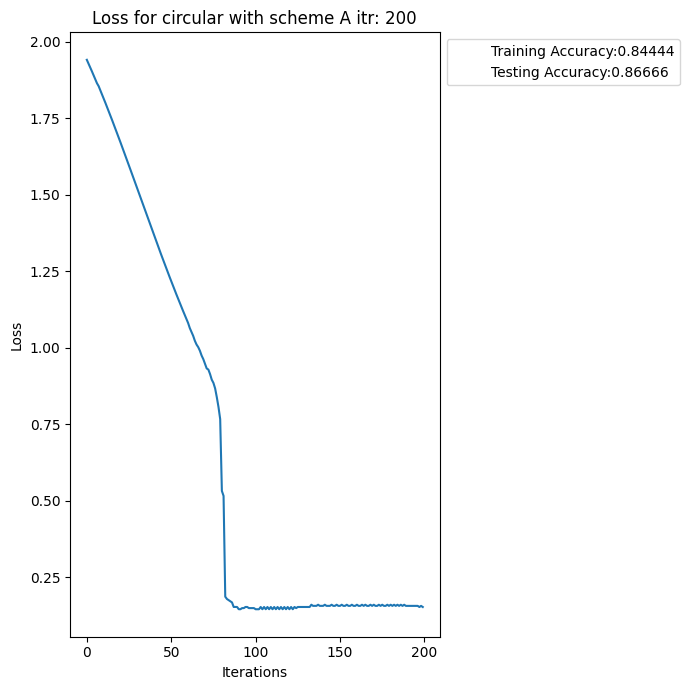 Loss for circular with scheme A itr: 200
Training Accuracy:0.84444
Testing Accuracy:0.86666
2.00
1.75
1.50
1.25
1.00
0.75
0.50
0.25
Loss
0
50
100
150
200
Iterations